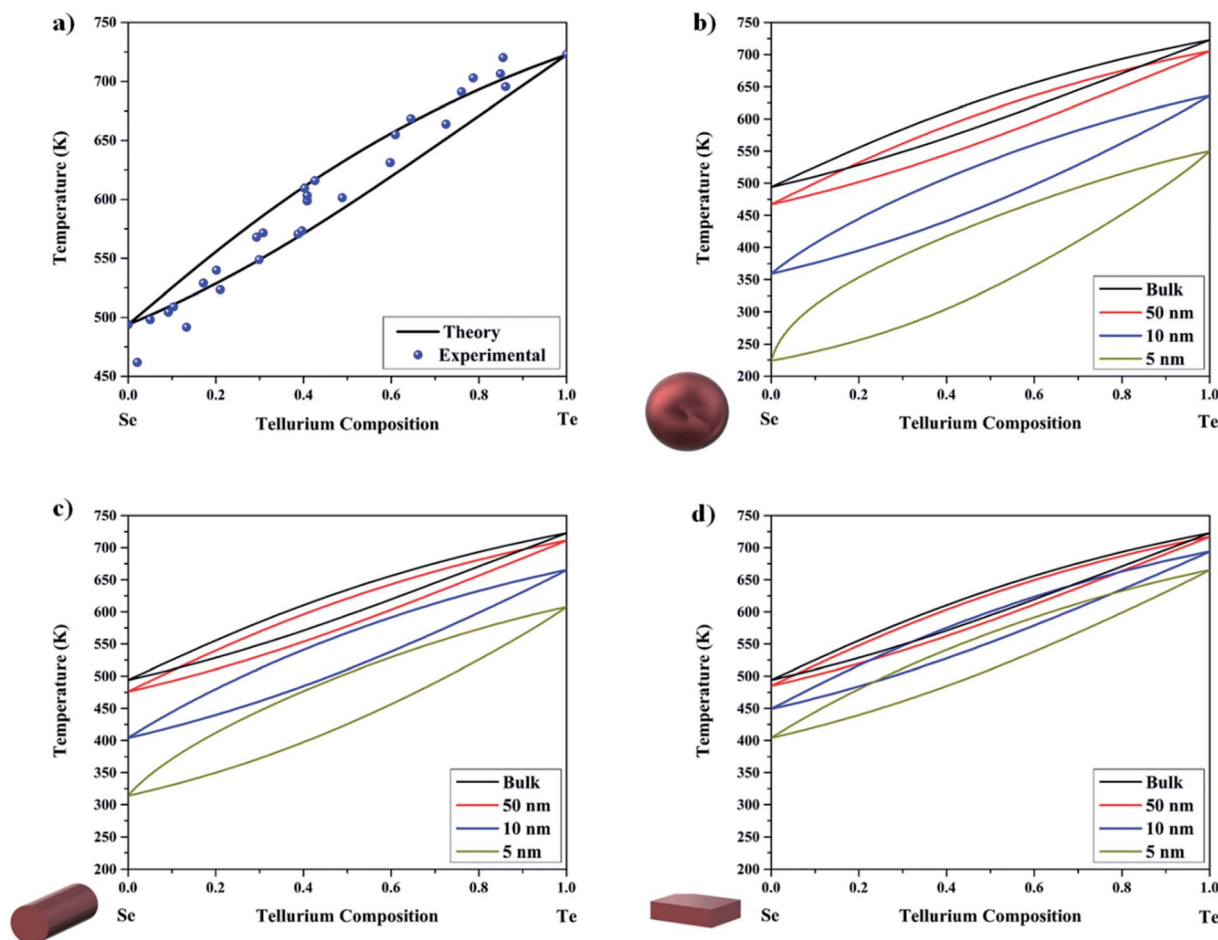 a)
750
700
650
600
550
500
450
Temperature (K)
Theory
Experimental
0.0 0.2 0.4 0.6 0.8 1.0
Se Tellurium Composition Te
b)
750
700
650
600
550
500
450
400
350
300
250
200
Temperature (K)
Bulk
50 nm
10 nm
5 nm
0.0 0.2 0.4 0.6 0.8 1.0
Se Tellurium Composition Te
c)
750
700
650
600
550
500
450
400
350
300
250
200
Temperature (K)
Bulk
50 nm
10 nm
5 nm
0.0 0.2 0.4 0.6 0.8 1.0
Se Tellurium Composition Te
d)
750
700
650
600
550
500
450
400
350
300
250
200
Temperature (K)
Bulk
50 nm
10 nm
5 nm
0.0 0.2 0.4 0.6 0.8 1.0
Se Tellurium Composition Te